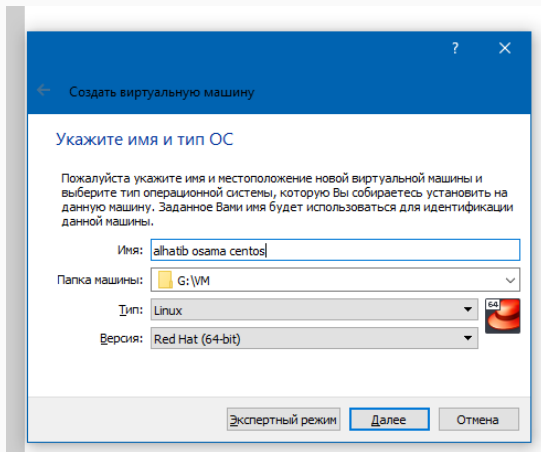 ?
Создать виртуальную машину
Укажите имя и тип ОС
Пожалуйста укажите имя и местоположение новой виртуальной машины и
выберите тип операционной системы, которую Вы собираетесь установить на
данную машину. Заданное Вами имя будет использоваться для идентификации
данной машины.
Имя: alhatib osama centos
Папка машины: G:\VM
Тип: Linux
64
Версия: Red Hat (64-bit)
Экспертный режим Далее Отмена